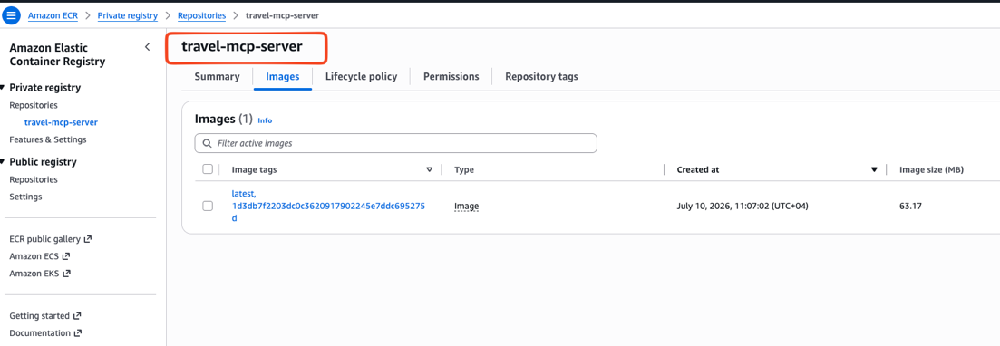 Amazon ECR > Private registry > Repositories > travel-mcp-server
Amazon Elastic
Container Registry
Private registry
Repositories
travel-mcp-server
Features & Settings
Public registry
Repositories
Settings
ECR public gallery
Amazon ECS
Amazon EKS
Getting started
Documentation
travel-mcp-server
Summary
Images
Lifecycle policy
Permissions
Repository tags
Images (1) Info
Filter active images
Image tags
Type
Created at
Image size (MB)
latest,
1d3db7f2203dc0c3620917902245e7ddc695275
d
Image
July 10, 2026, 11:07:02 (UTC+04)
63.17